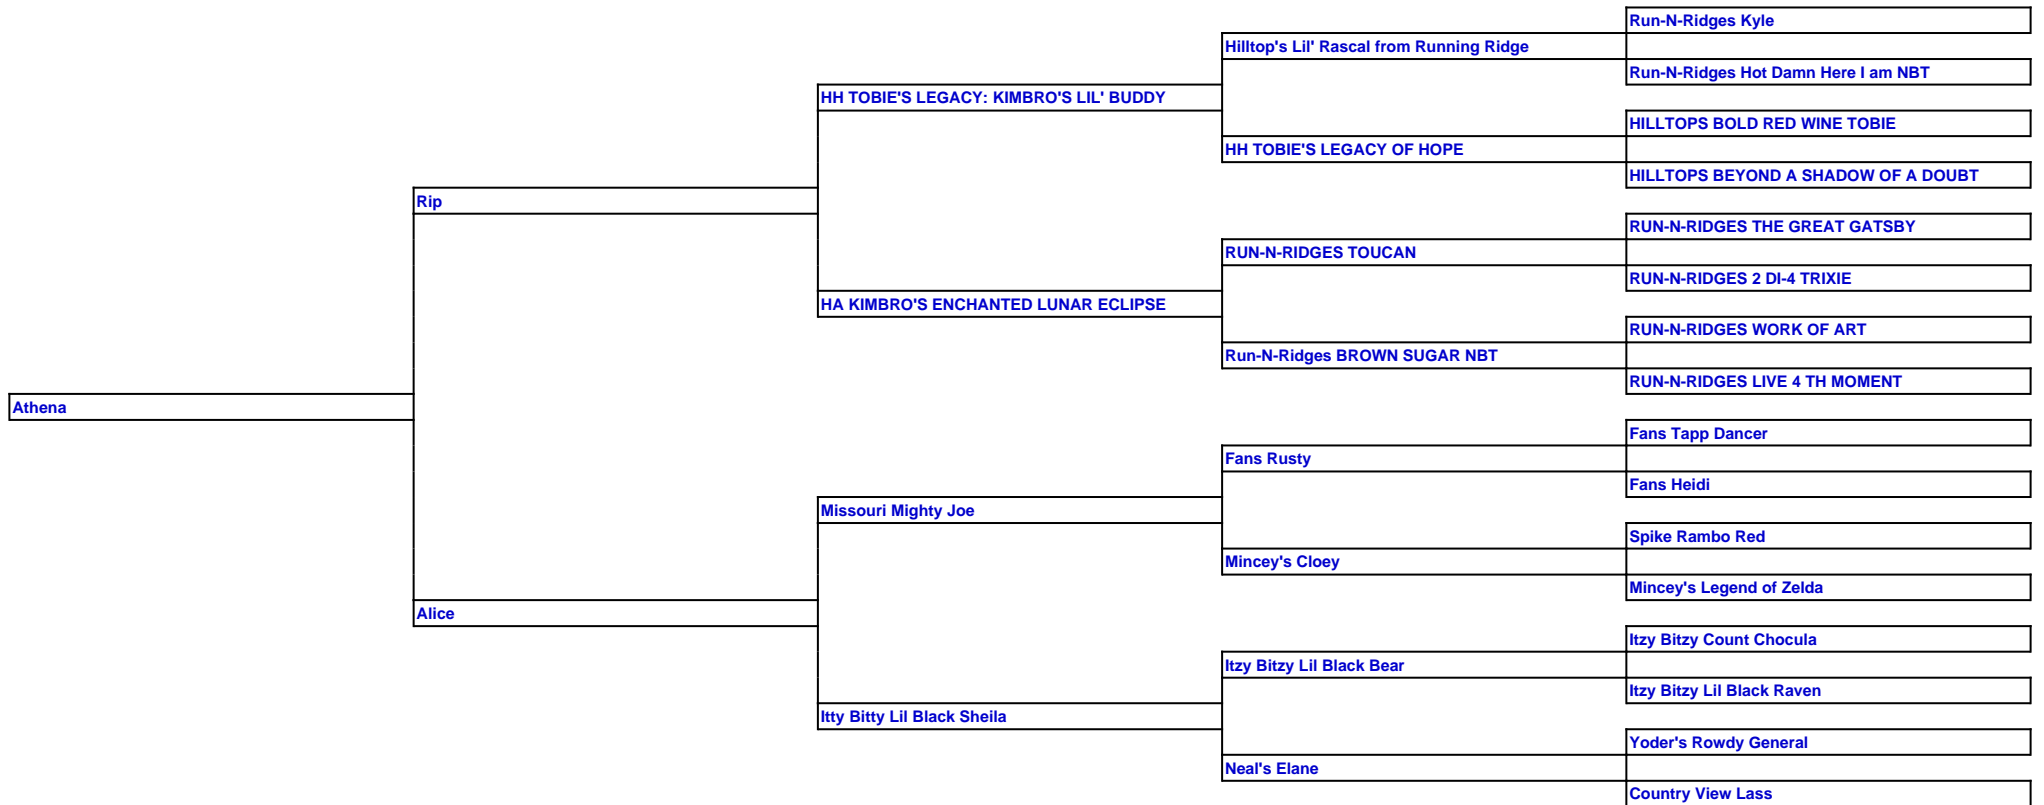 Run-N-Ridges Kyle
Hilltop's Lil' Rascal from Running Ridge
Run-N-Ridges Hot Damn Here I am NBT
HH TOBIE'S LEGACY: KIMBRO'S LIL' BUDDY
HILLTOPS BOLD RED WINE TOBIE
HH TOBIE'S LEGACY OF HOPE
HILLTOPS BEYOND A SHADOW OF A DOUBT
Rip
RUN-N-RIDGES THE GREAT GATSBY
RUN-N-RIDGES TOUCAN
RUN-N-RIDGES 2 DI-4 TRIXIE
HA KIMBRO'S ENCHANTED LUNAR ECLIPSE
RUN-N-RIDGES WORK OF ART
Run-N-Ridges BROWN SUGAR NBT
RUN-N-RIDGES LIVE 4 TH MOMENT
Athena
Fans Tapp Dancer
Fans Rusty
Fans Heidi
Missouri Mighty Joe
Spike Rambo Red
Mincey's Cloey
Mincey's Legend of Zelda
Alice
Itzy Bitzy Count Chocula
Itzy Bitzy Lil Black Bear
Itzy Bitzy Lil Black Raven
Itty Bitty Lil Black Sheila
Yoder's Rowdy General
Neal's Elane
Country View Lass